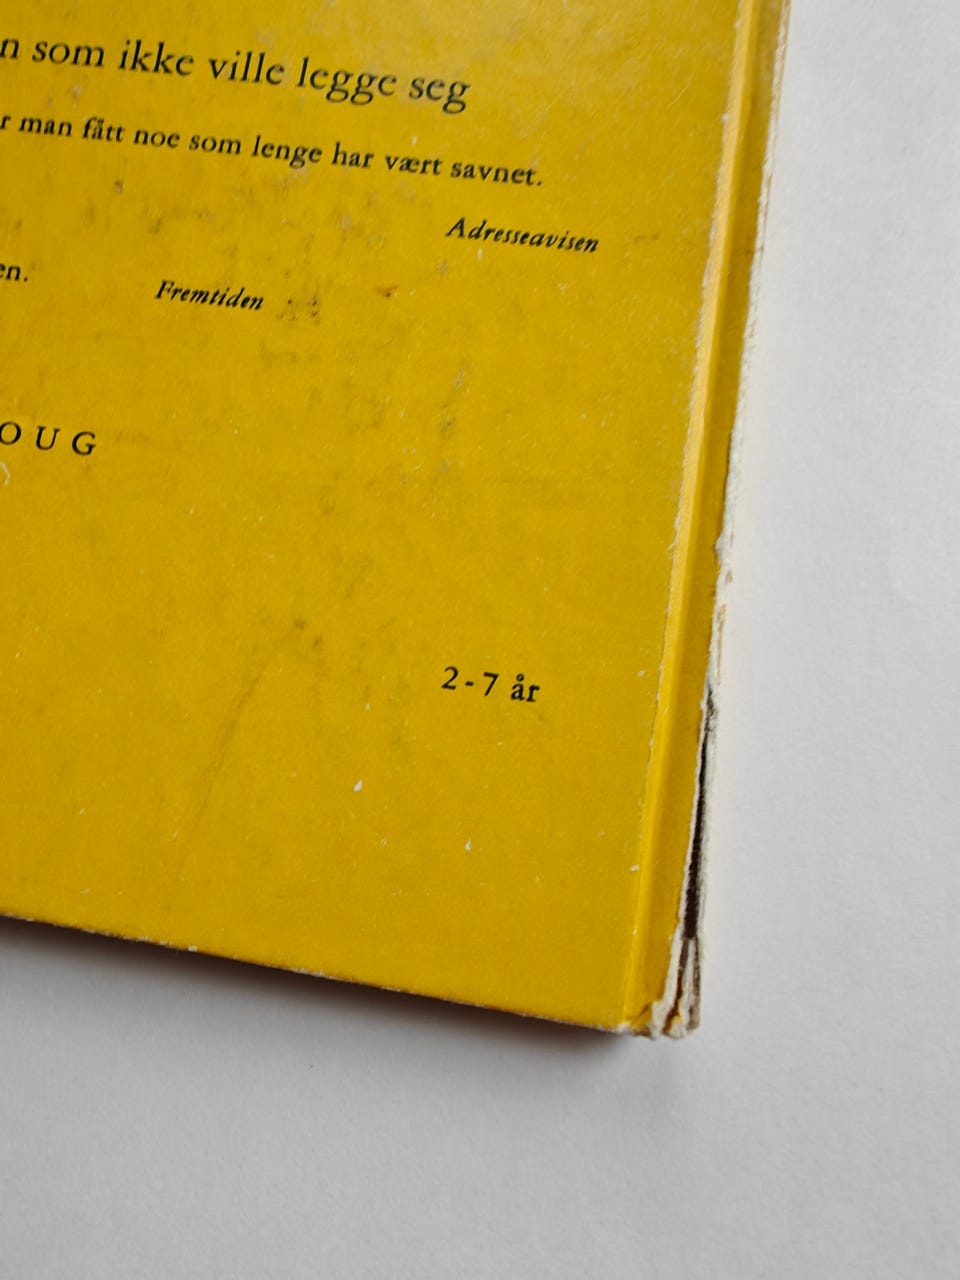 n som ikke ville legge seg
r man fått noe som lenge har vært savnet.
Adresseavisen
en. Fremtiden
OUG
2-7 år